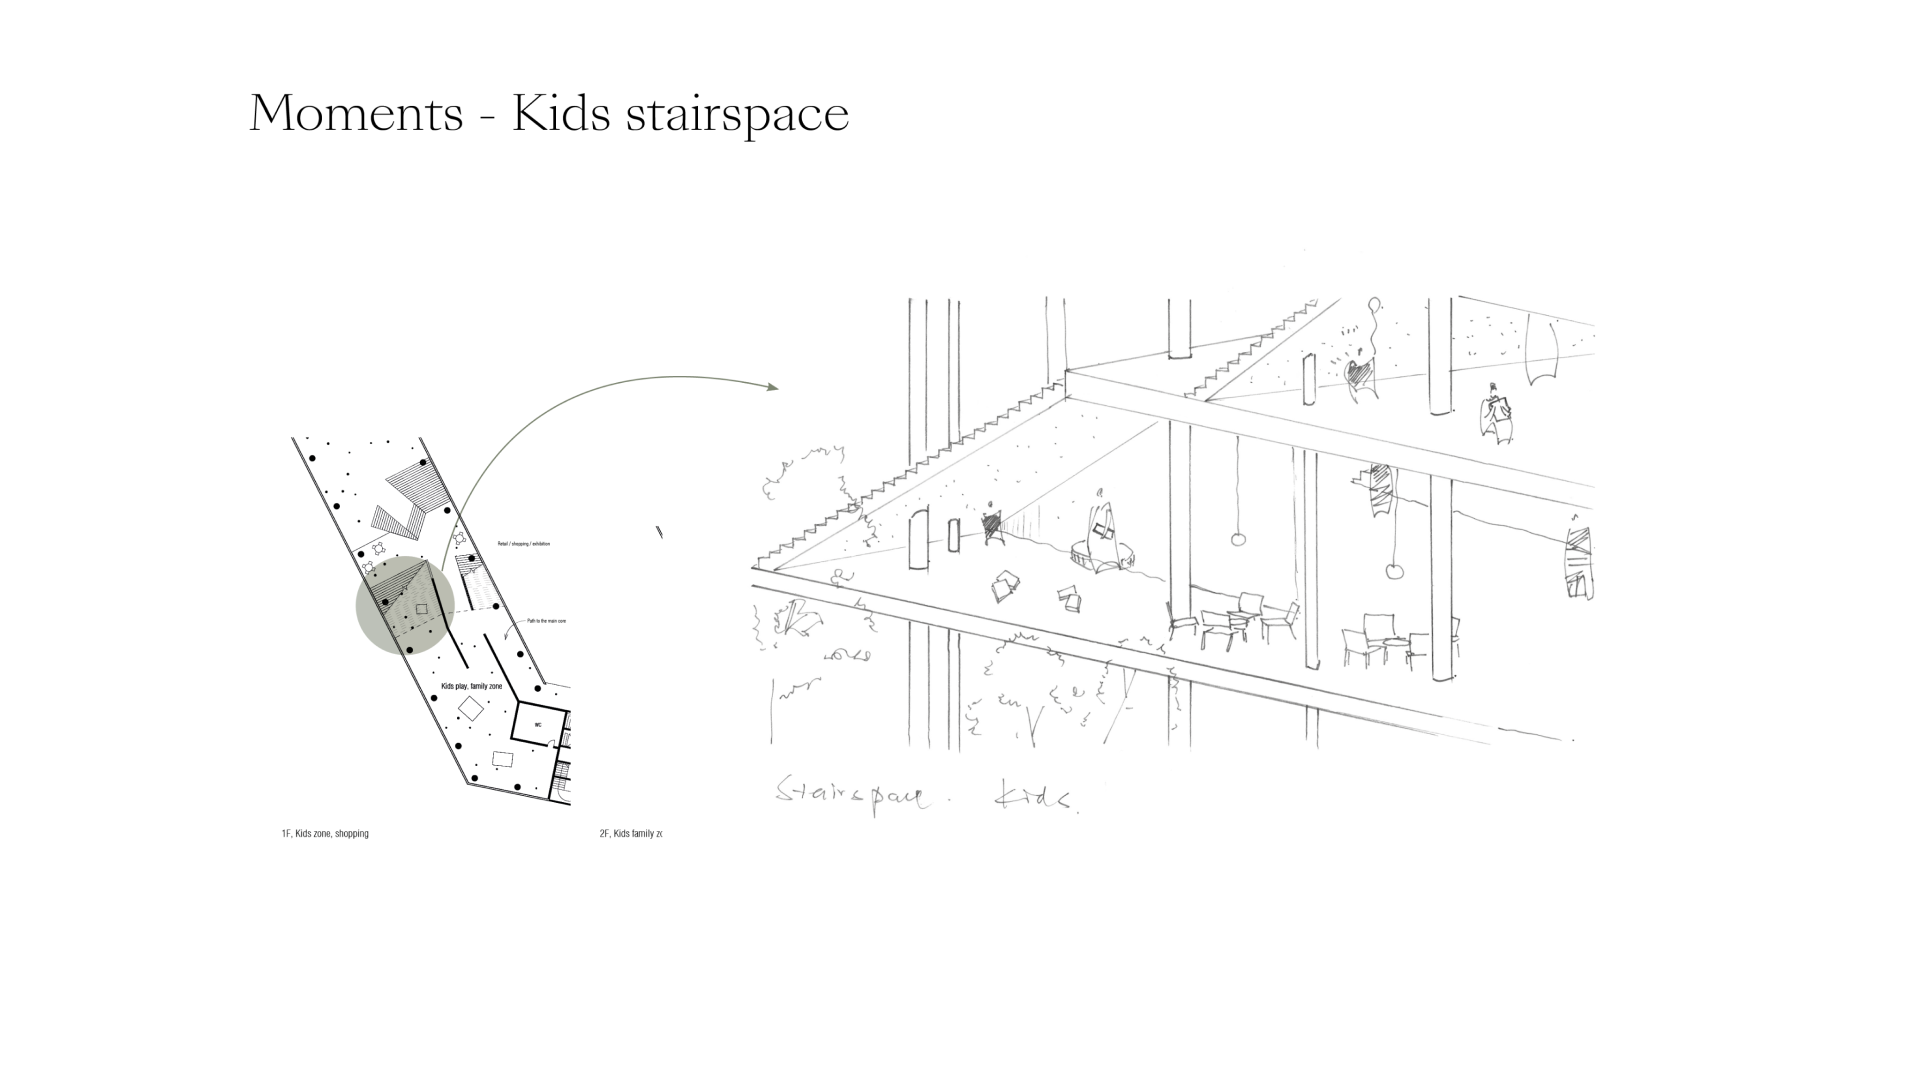 Moments - Kids stairspace
Retail / shopping / exhibition
Path to the main core
Kids play, family zone
WC
1F, Kids zone, shopping
2F, Kids family zo
Stairspace. Kids.